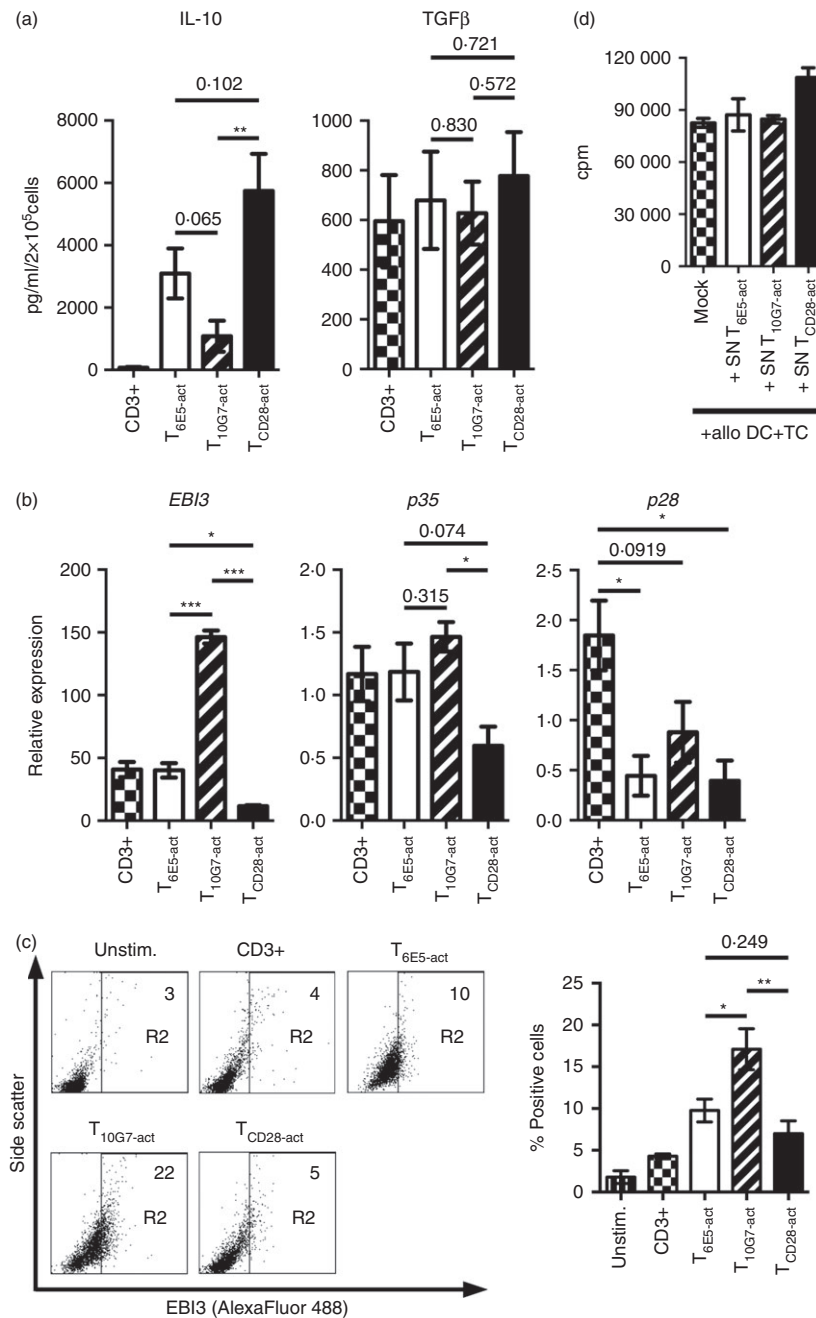 (a)
IL-10
TGFβ
(d)
0·102
**
0·065
8000
6000
4000
2000
0
pg/ml/2x10⁵cells
CD3+
T6E5-act
T10G7-act
TCD28-act
0·721
0·572
0·830
1000
800
600
400
200
0
CD3+
T6E5-act
T10G7-act
TCD28-act
120 000
90 000
60 000
30 000
0
cpm
Mock
+ SN T6E5-act
+ SN T10G7-act
+ SN TCD28-act
+allo DC+TC
(b)
EBI3
p35
p28
*
***
***
200
150
100
50
0
Relative expression
CD3+
T6E5-act
T10G7-act
TCD28-act
0·074
*
0·315
2·0
1·5
1·0
0·5
0·0
CD3+
T6E5-act
T10G7-act
TCD28-act
*
0·0919
*
2·5
2·0
1·5
1·0
0·5
0·0
CD3+
T6E5-act
T10G7-act
TCD28-act
(c)
Unstim.
CD3+
T6E5-act
3
R2
4
R2
10
R2
T10G7-act
TCD28-act
22
R2
5
R2
Side scatter
EBI3 (AlexaFluor 488)
0·249
**
*
25
20
15
10
5
0
% Positive cells
Unstim.
CD3+
T6E5-act
T10G7-act
TCD28-act